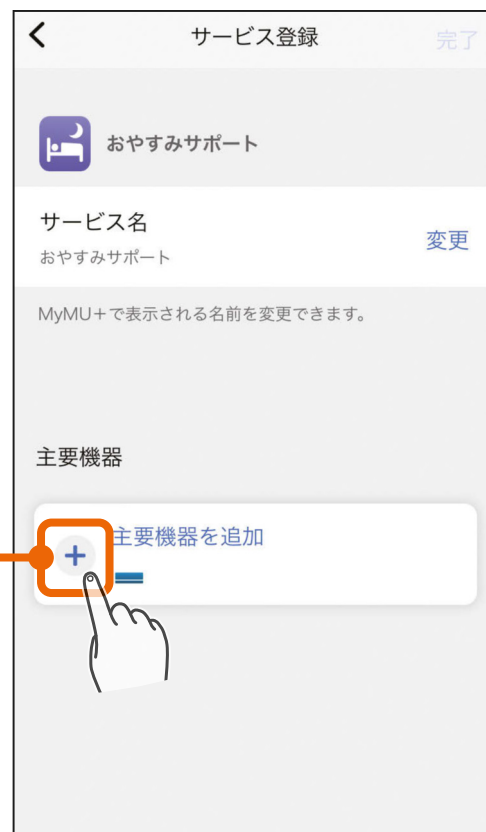 サービス登録
完了
おやすみサポート
サービス名
変更
おやすみサポート
MyMU+で表示される名前を変更できます。
主要機器
主要機器を追加